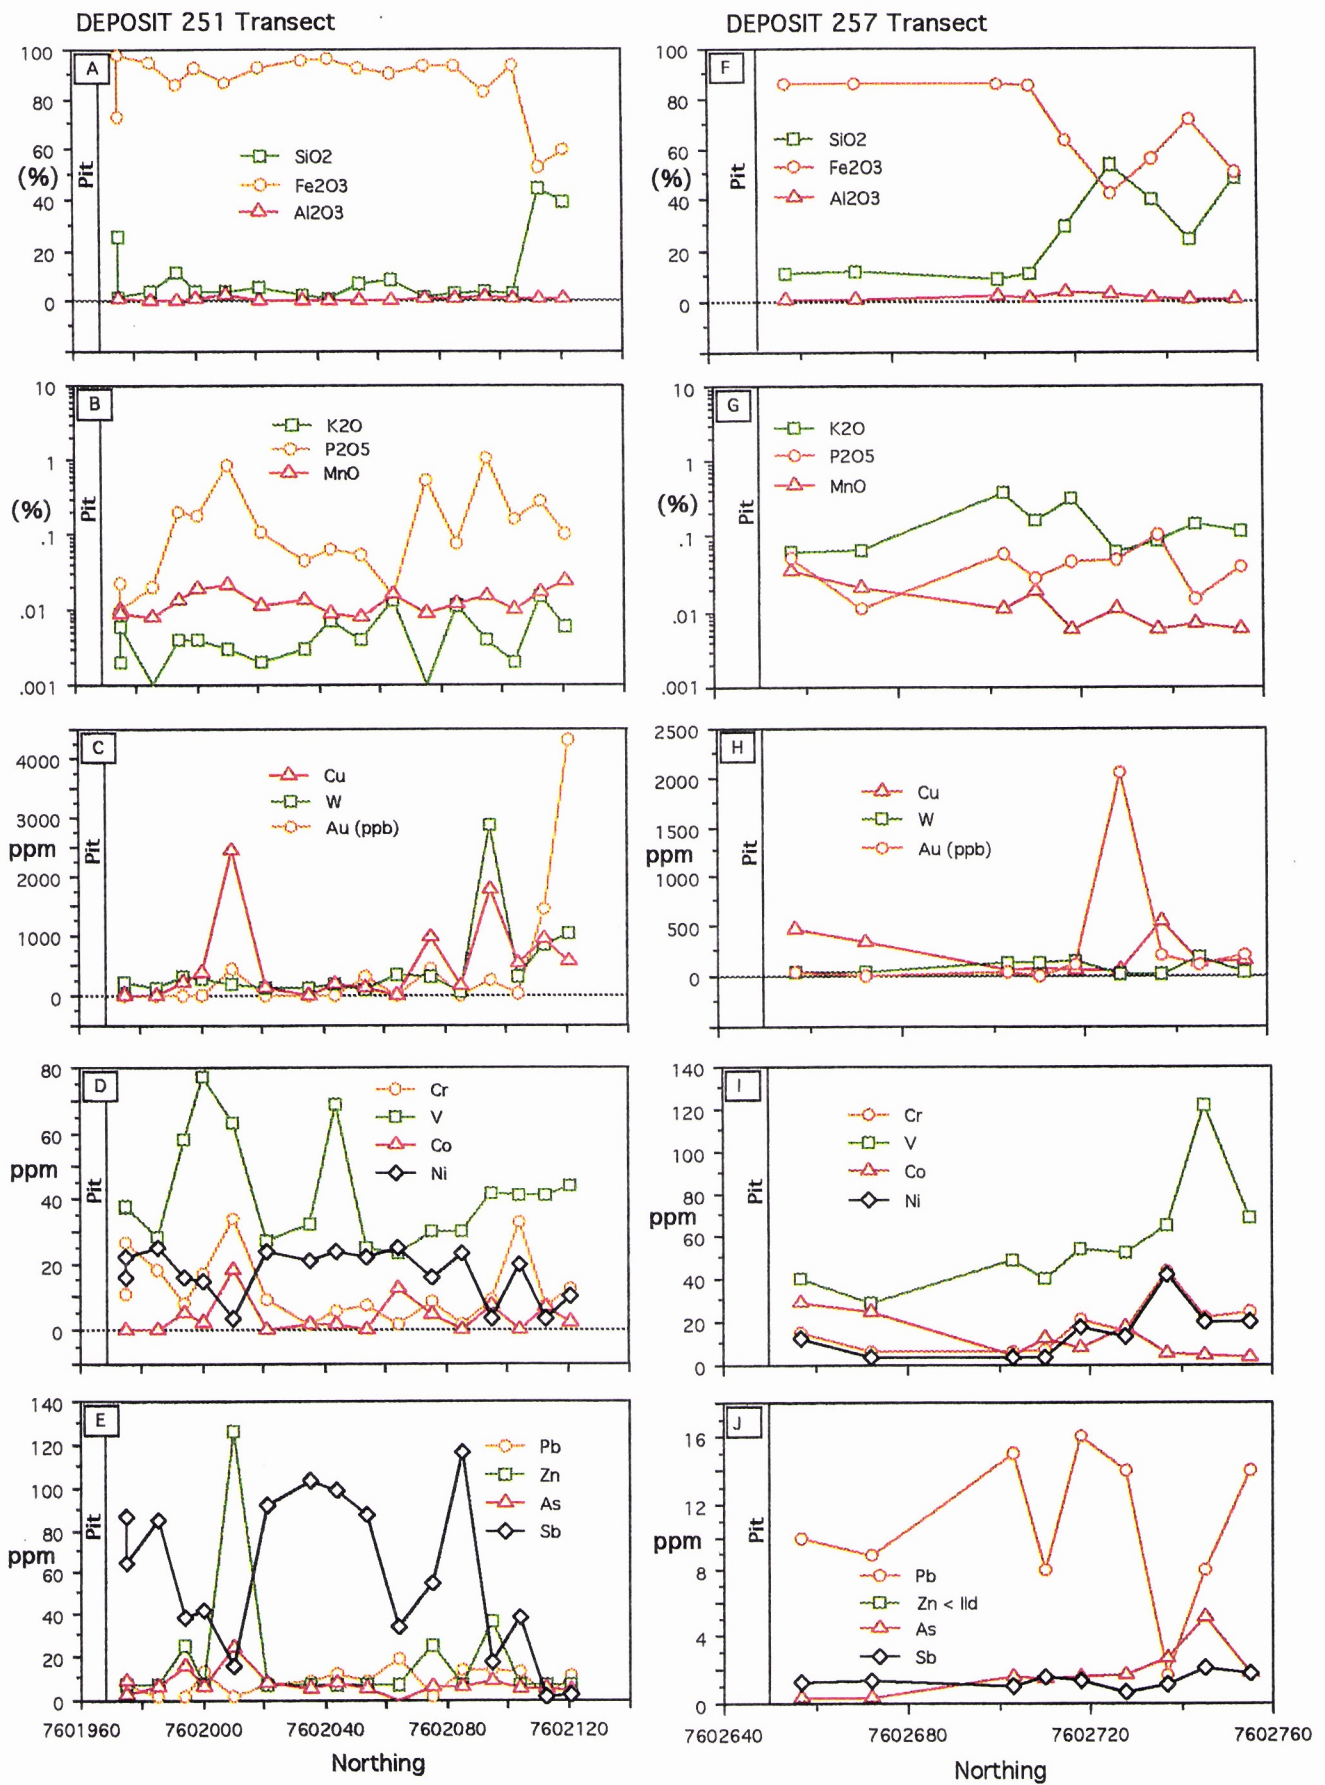 DEPOSIT 251 Transect
A
100
80
60
(%)
40
20
0
Pit
SiO2
Fe2O3
Al2O3
B
10
1
(%)
.1
.01
.001
Pit
K2O
P2O5
MnO
C
4000
3000
ppm
2000
1000
0
Pit
Cu
W
Au (ppb)
D
80
60
ppm
40
20
0
Pit
Cr
V
Co
Ni
E
140
120
100
80
ppm
60
40
20
0
Pit
Pb
Zn
As
Sb
7601960 7602000 7602040 7602080 7602120
Northing
DEPOSIT 257 Transect
F
100
80
60
(%)
40
20
0
Pit
SiO2
Fe2O3
Al2O3
G
10
1
(%)
.1
.01
.001
Pit
K2O
P2O5
MnO
H
2500
2000
1500
ppm
1000
500
0
Pit
Cu
W
Au (ppb)
I
140
120
100
80
ppm
60
40
20
0
Pit
Cr
V
Co
Ni
J
16
12
ppm
8
4
0
Pit
Pb
Zn < lld
As
Sb
7602640 7602680 7602720 7602760
Northing